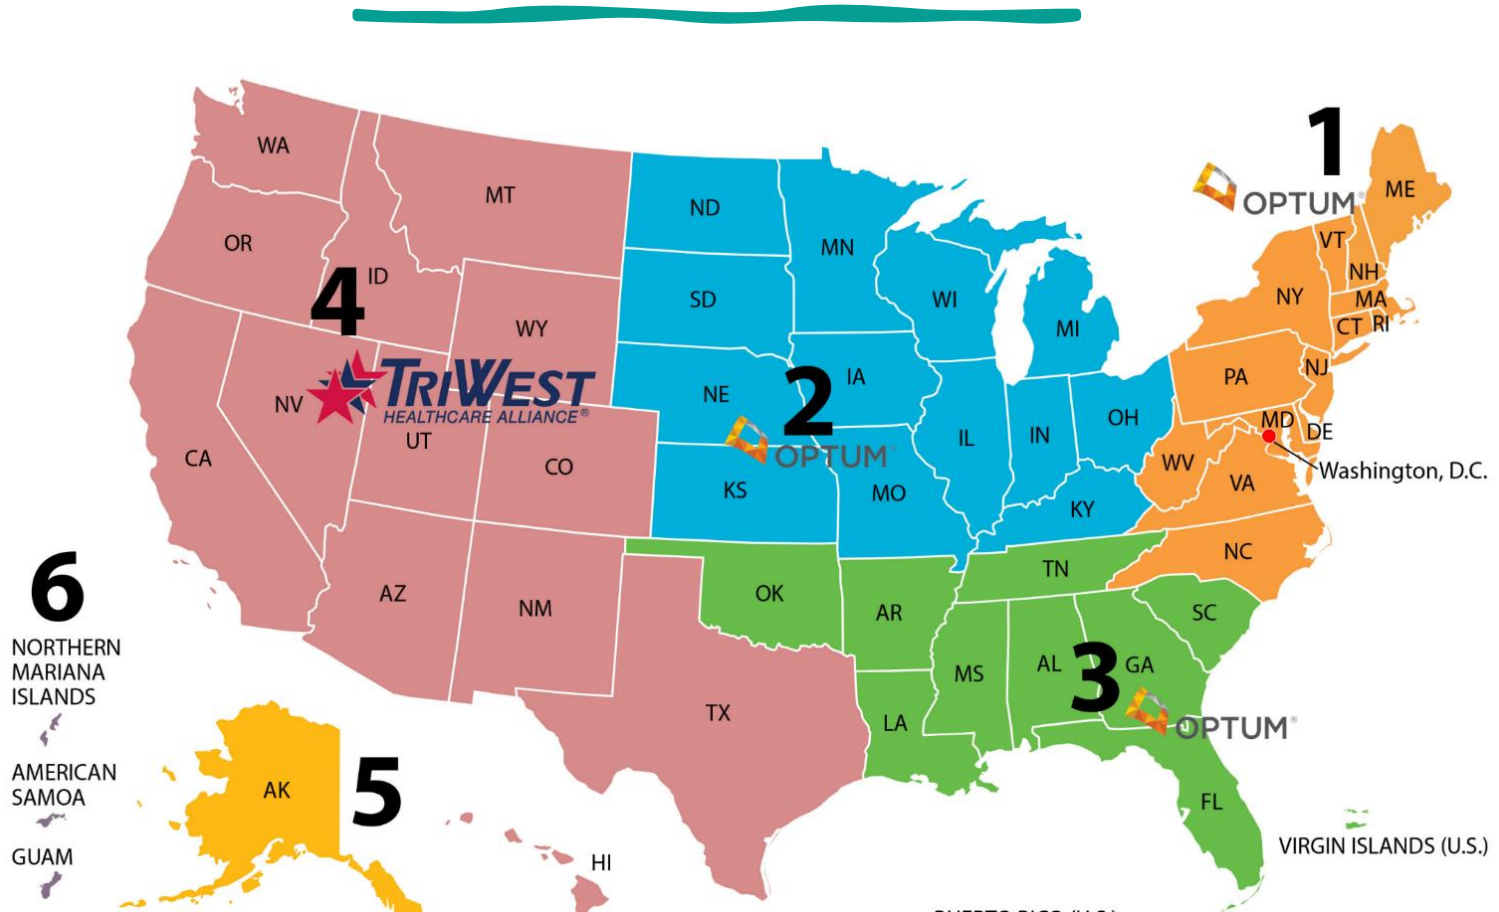 1
OPTUM®
ME
VT
NH
NY
MA
CT
RI
PA
NJ
MD
DE
Washington, D.C.
WV
VA
NC
WA
MT
OR
ID
4
WY
TRIWEST
HEALTHCARE ALLIANCE®
NV
UT
CA
CO
AZ
NM
TX
HI
ND
MN
SD
WI
MI
NE
IA
2
OPTUM
IL
IN
OH
KS
MO
KY
OK
AR
TN
SC
MS
AL
3
GA
OPTUM®
LA
FL
VIRGIN ISLANDS (U.S.)
PUERTO RICO (U.S.)
6
NORTHERN
MARIANA
ISLANDS
AMERICAN
SAMOA
GUAM
AK
5